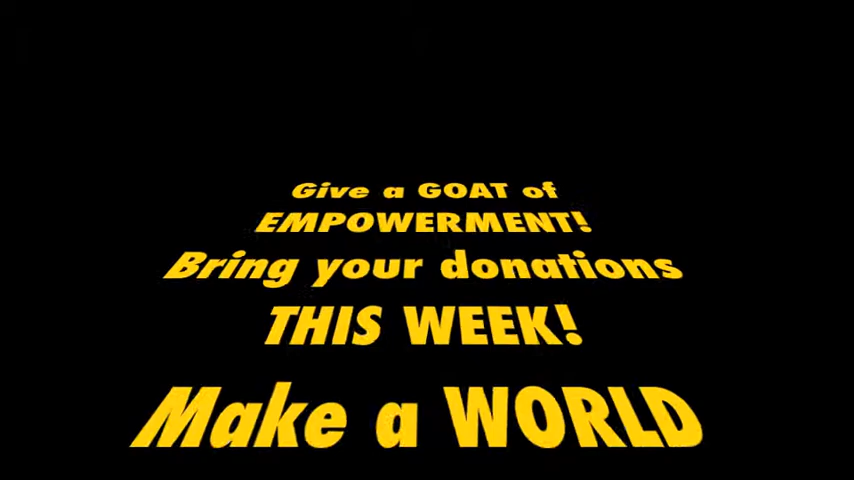 Give a GOAT of
EMPOWERMENT!
Bring your donations
THIS WEEK!
Make a WORLD